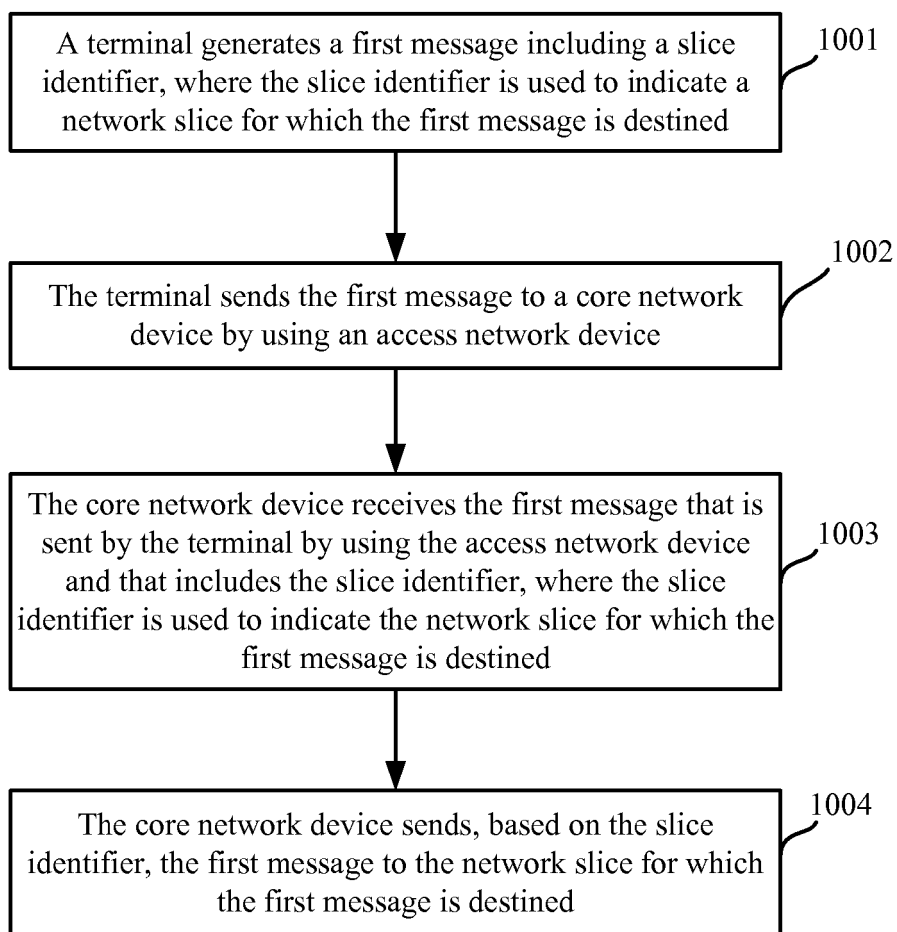 A terminal generates a first message including a slice
identifier, where the slice identifier is used to indicate a
network slice for which the first message is destined
1001
The terminal sends the first message to a core network
device by using an access network device
1002
The core network device receives the first message that is
sent by the terminal by using the access network device
and that includes the slice identifier, where the slice
identifier is used to indicate the network slice for which the
first message is destined
1003
The core network device sends, based on the slice
identifier, the first message to the network slice for which
the first message is destined
1004